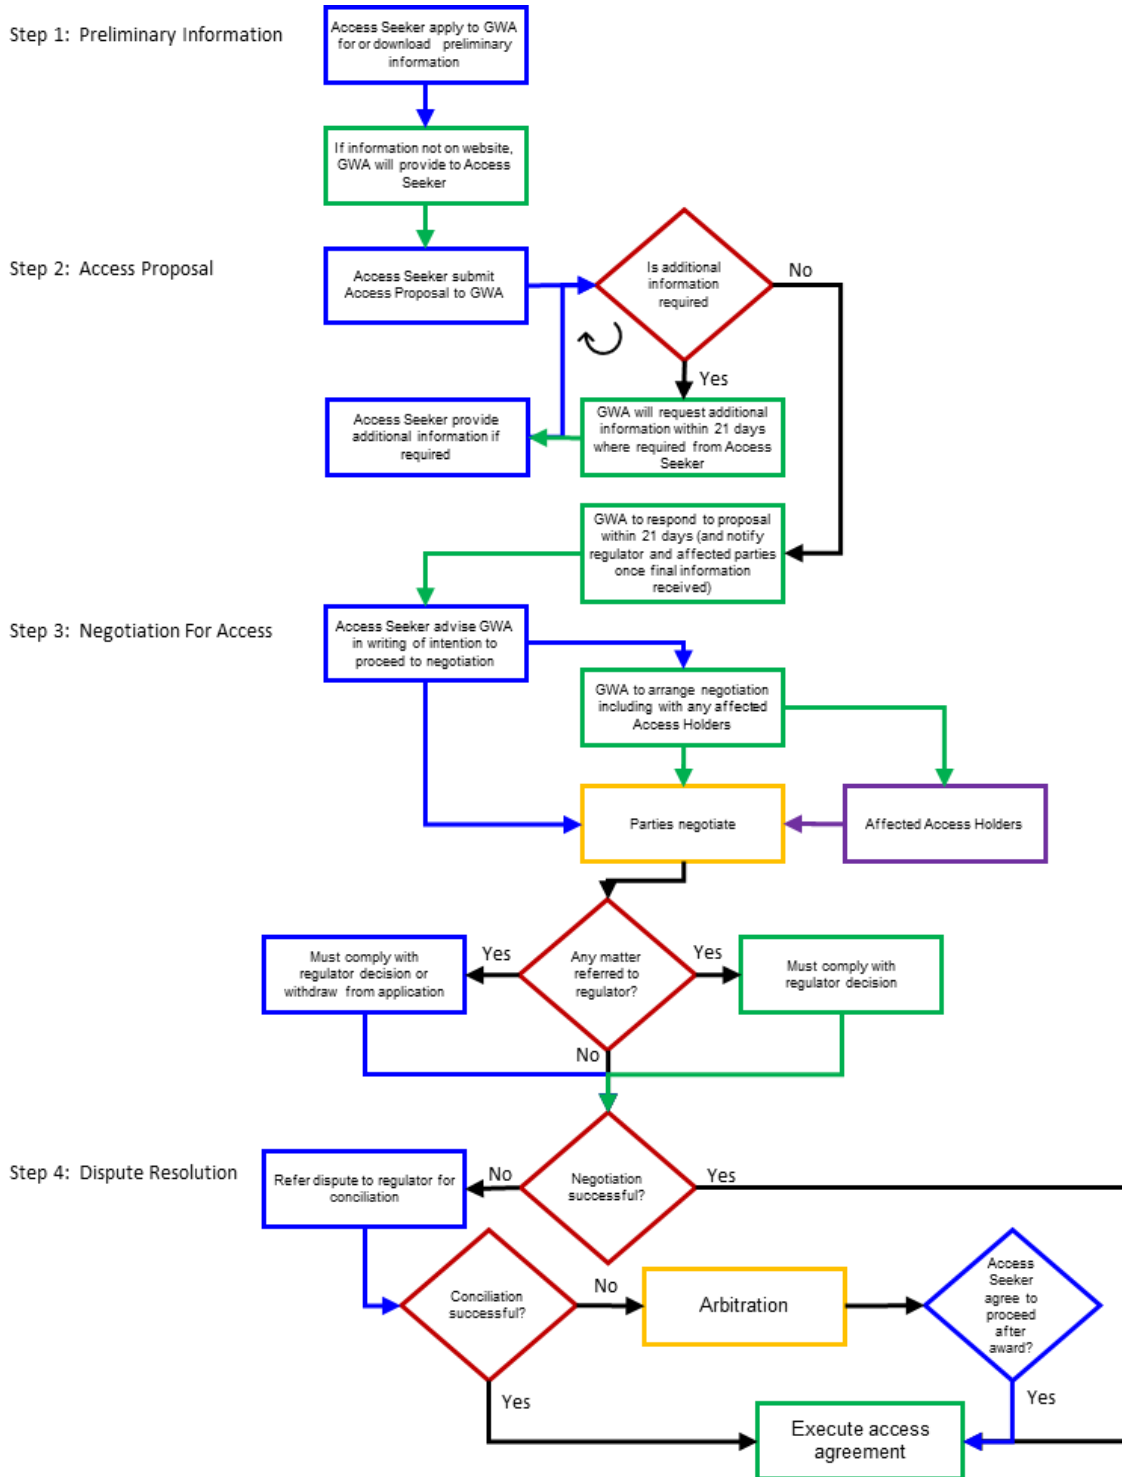 Step 1: Preliminary Information
Access Seeker apply to GWA
for or download preliminary
information
If information not on website,
GWA will provide to Access
Seeker
Step 2: Access Proposal
Access Seeker submit
Access Proposal to GWA
Is additional
information
required
No
Yes
Access Seeker provide
additional information if
required
GWA will request additional
information within 21 days
where required from Access
Seeker
GWA to respond to proposal
within 21 days (and notify
regulator and affected parties
once final information
received)
Step 3: Negotiation For Access
Access Seeker advise GWA
in writing of intention to
proceed to negotiation
GWA to arrange negotiation
including with any affected
Access Holders
Parties negotiate
Affected Access Holders
Must comply with
regulator decision or
withdraw from application
Yes
Any matter
referred to
regulator?
Yes
Must comply with
regulator decision
No
Step 4: Dispute Resolution
Refer dispute to regulator for
conciliation
No
Negotiation
successful?
Yes
Conciliation
successful?
No
Arbitration
Access
Seeker
agree to
proceed
after
award?
Yes
Yes
Execute access
agreement